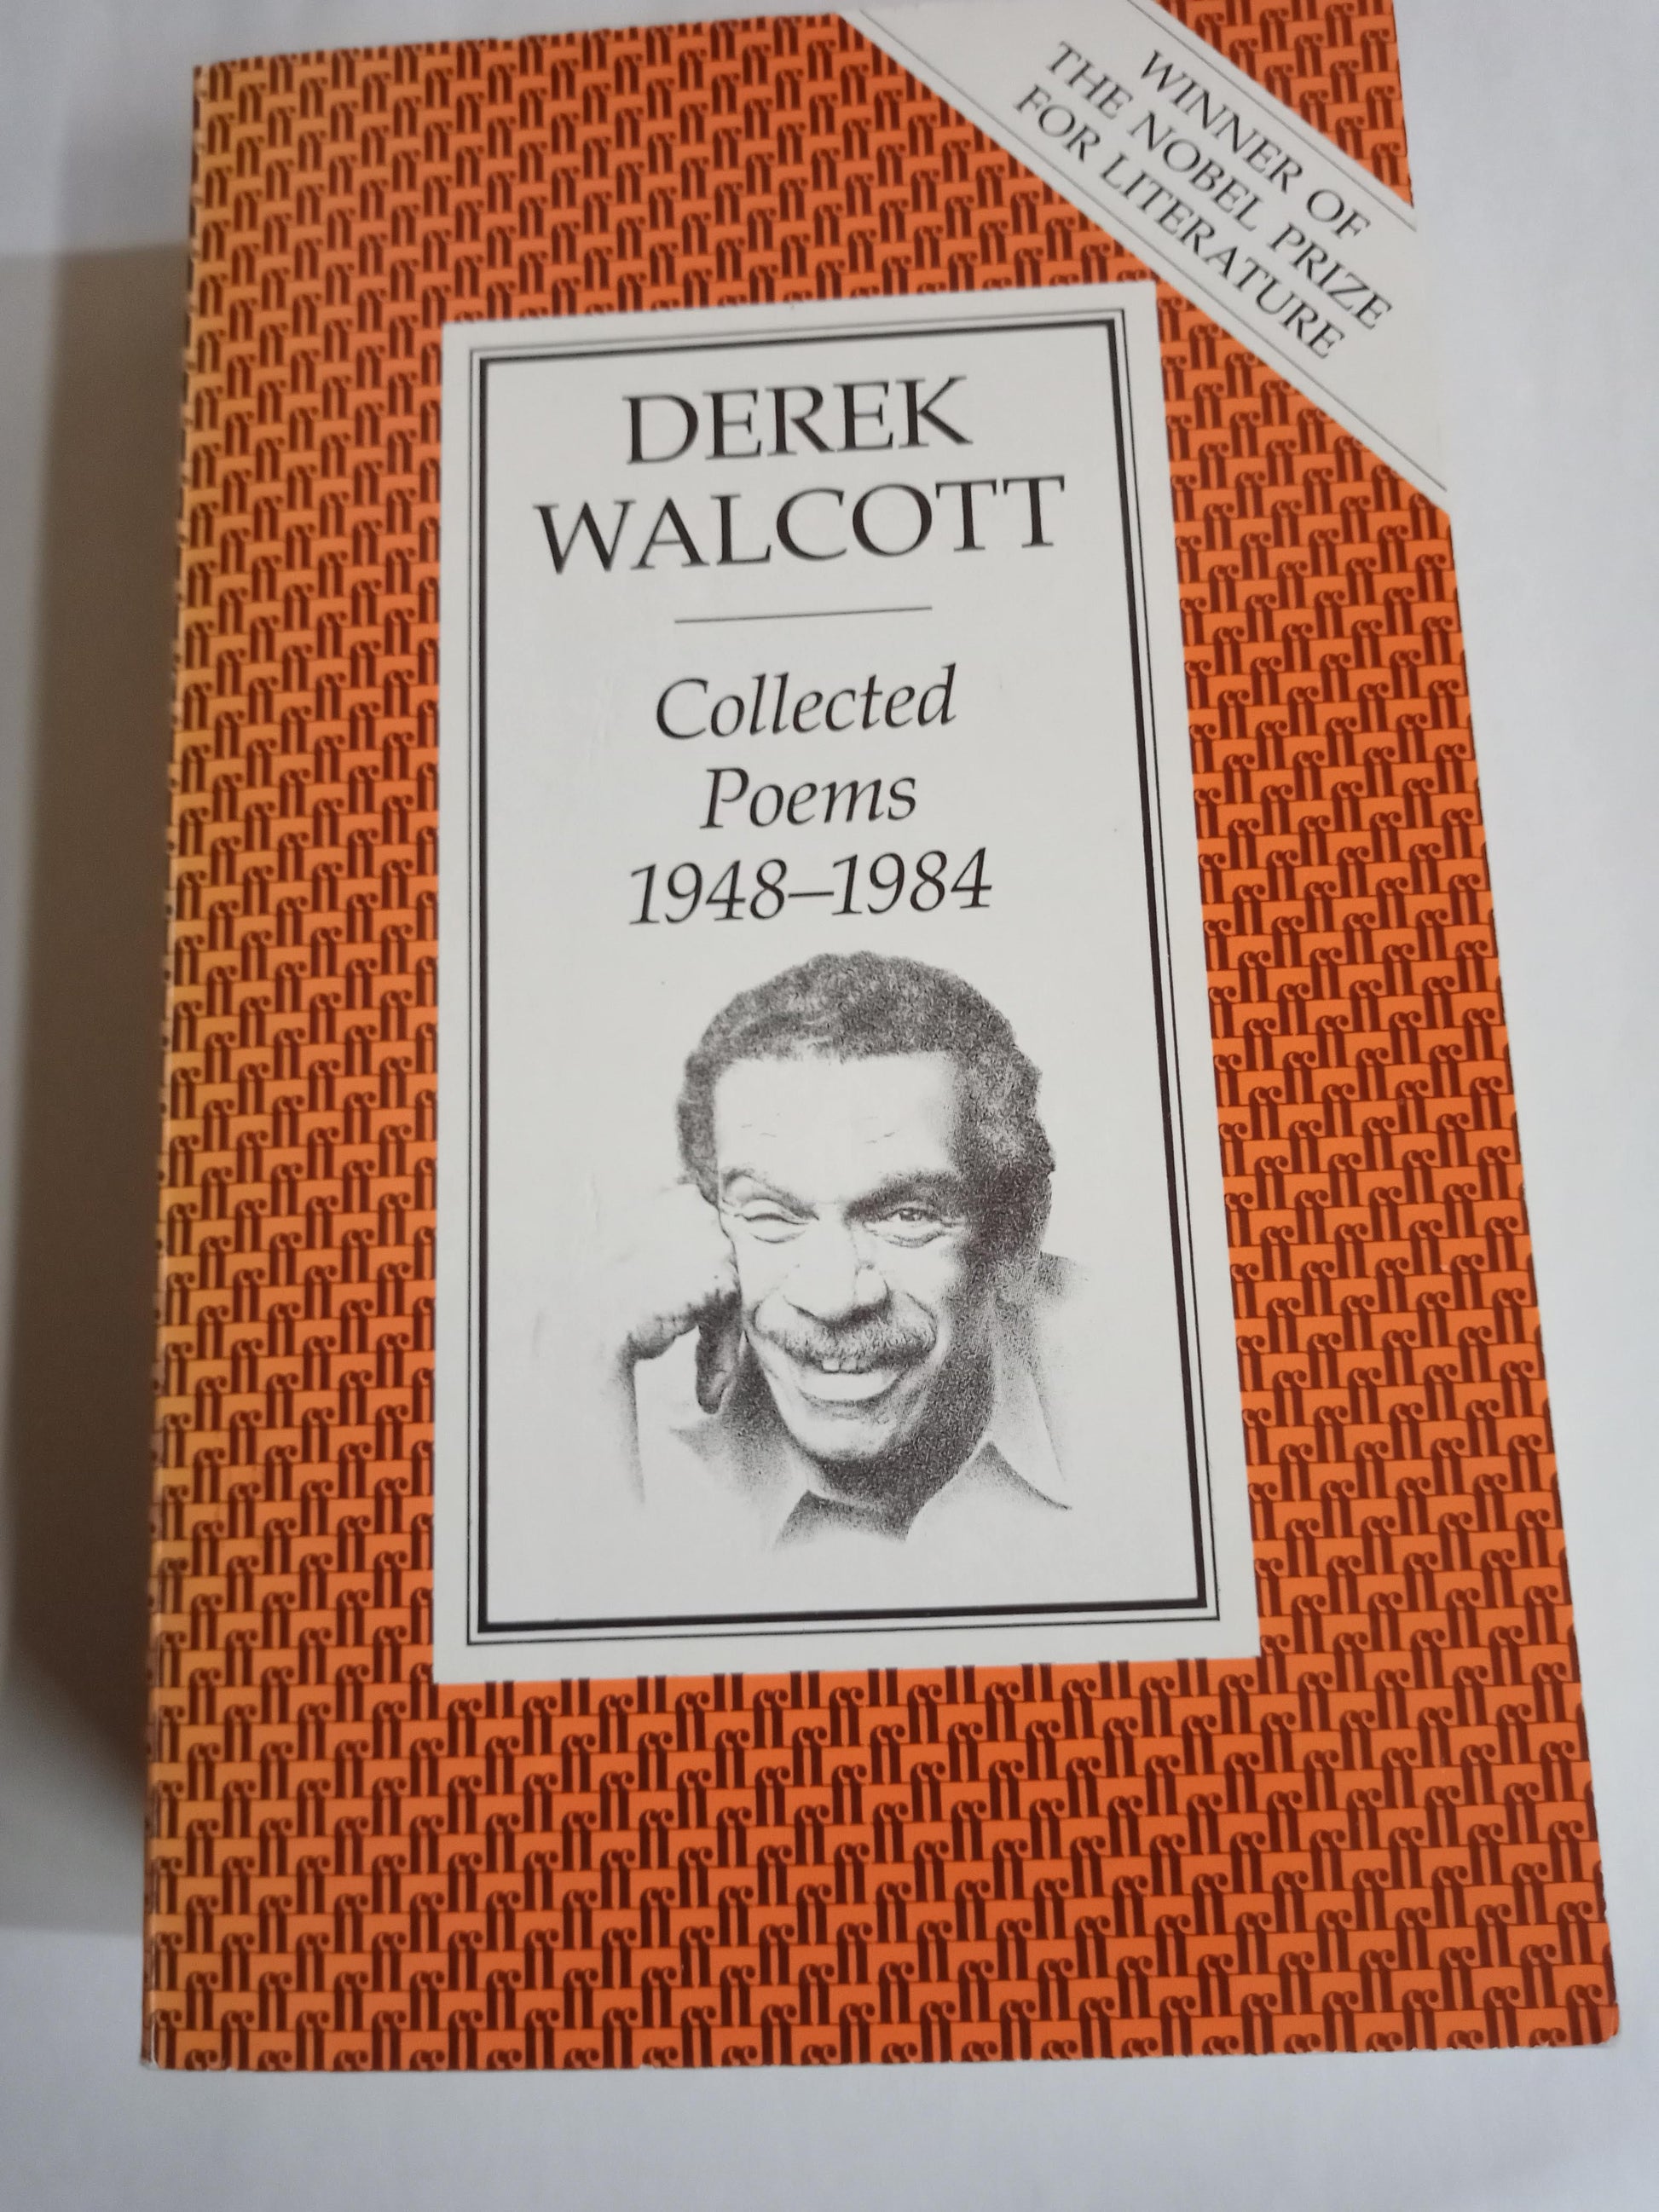 WINNER OF
THE NOBEL PRIZE
FOR LITERATURE
DEREK
WALCOTT
Collected
Poems
1948–1984